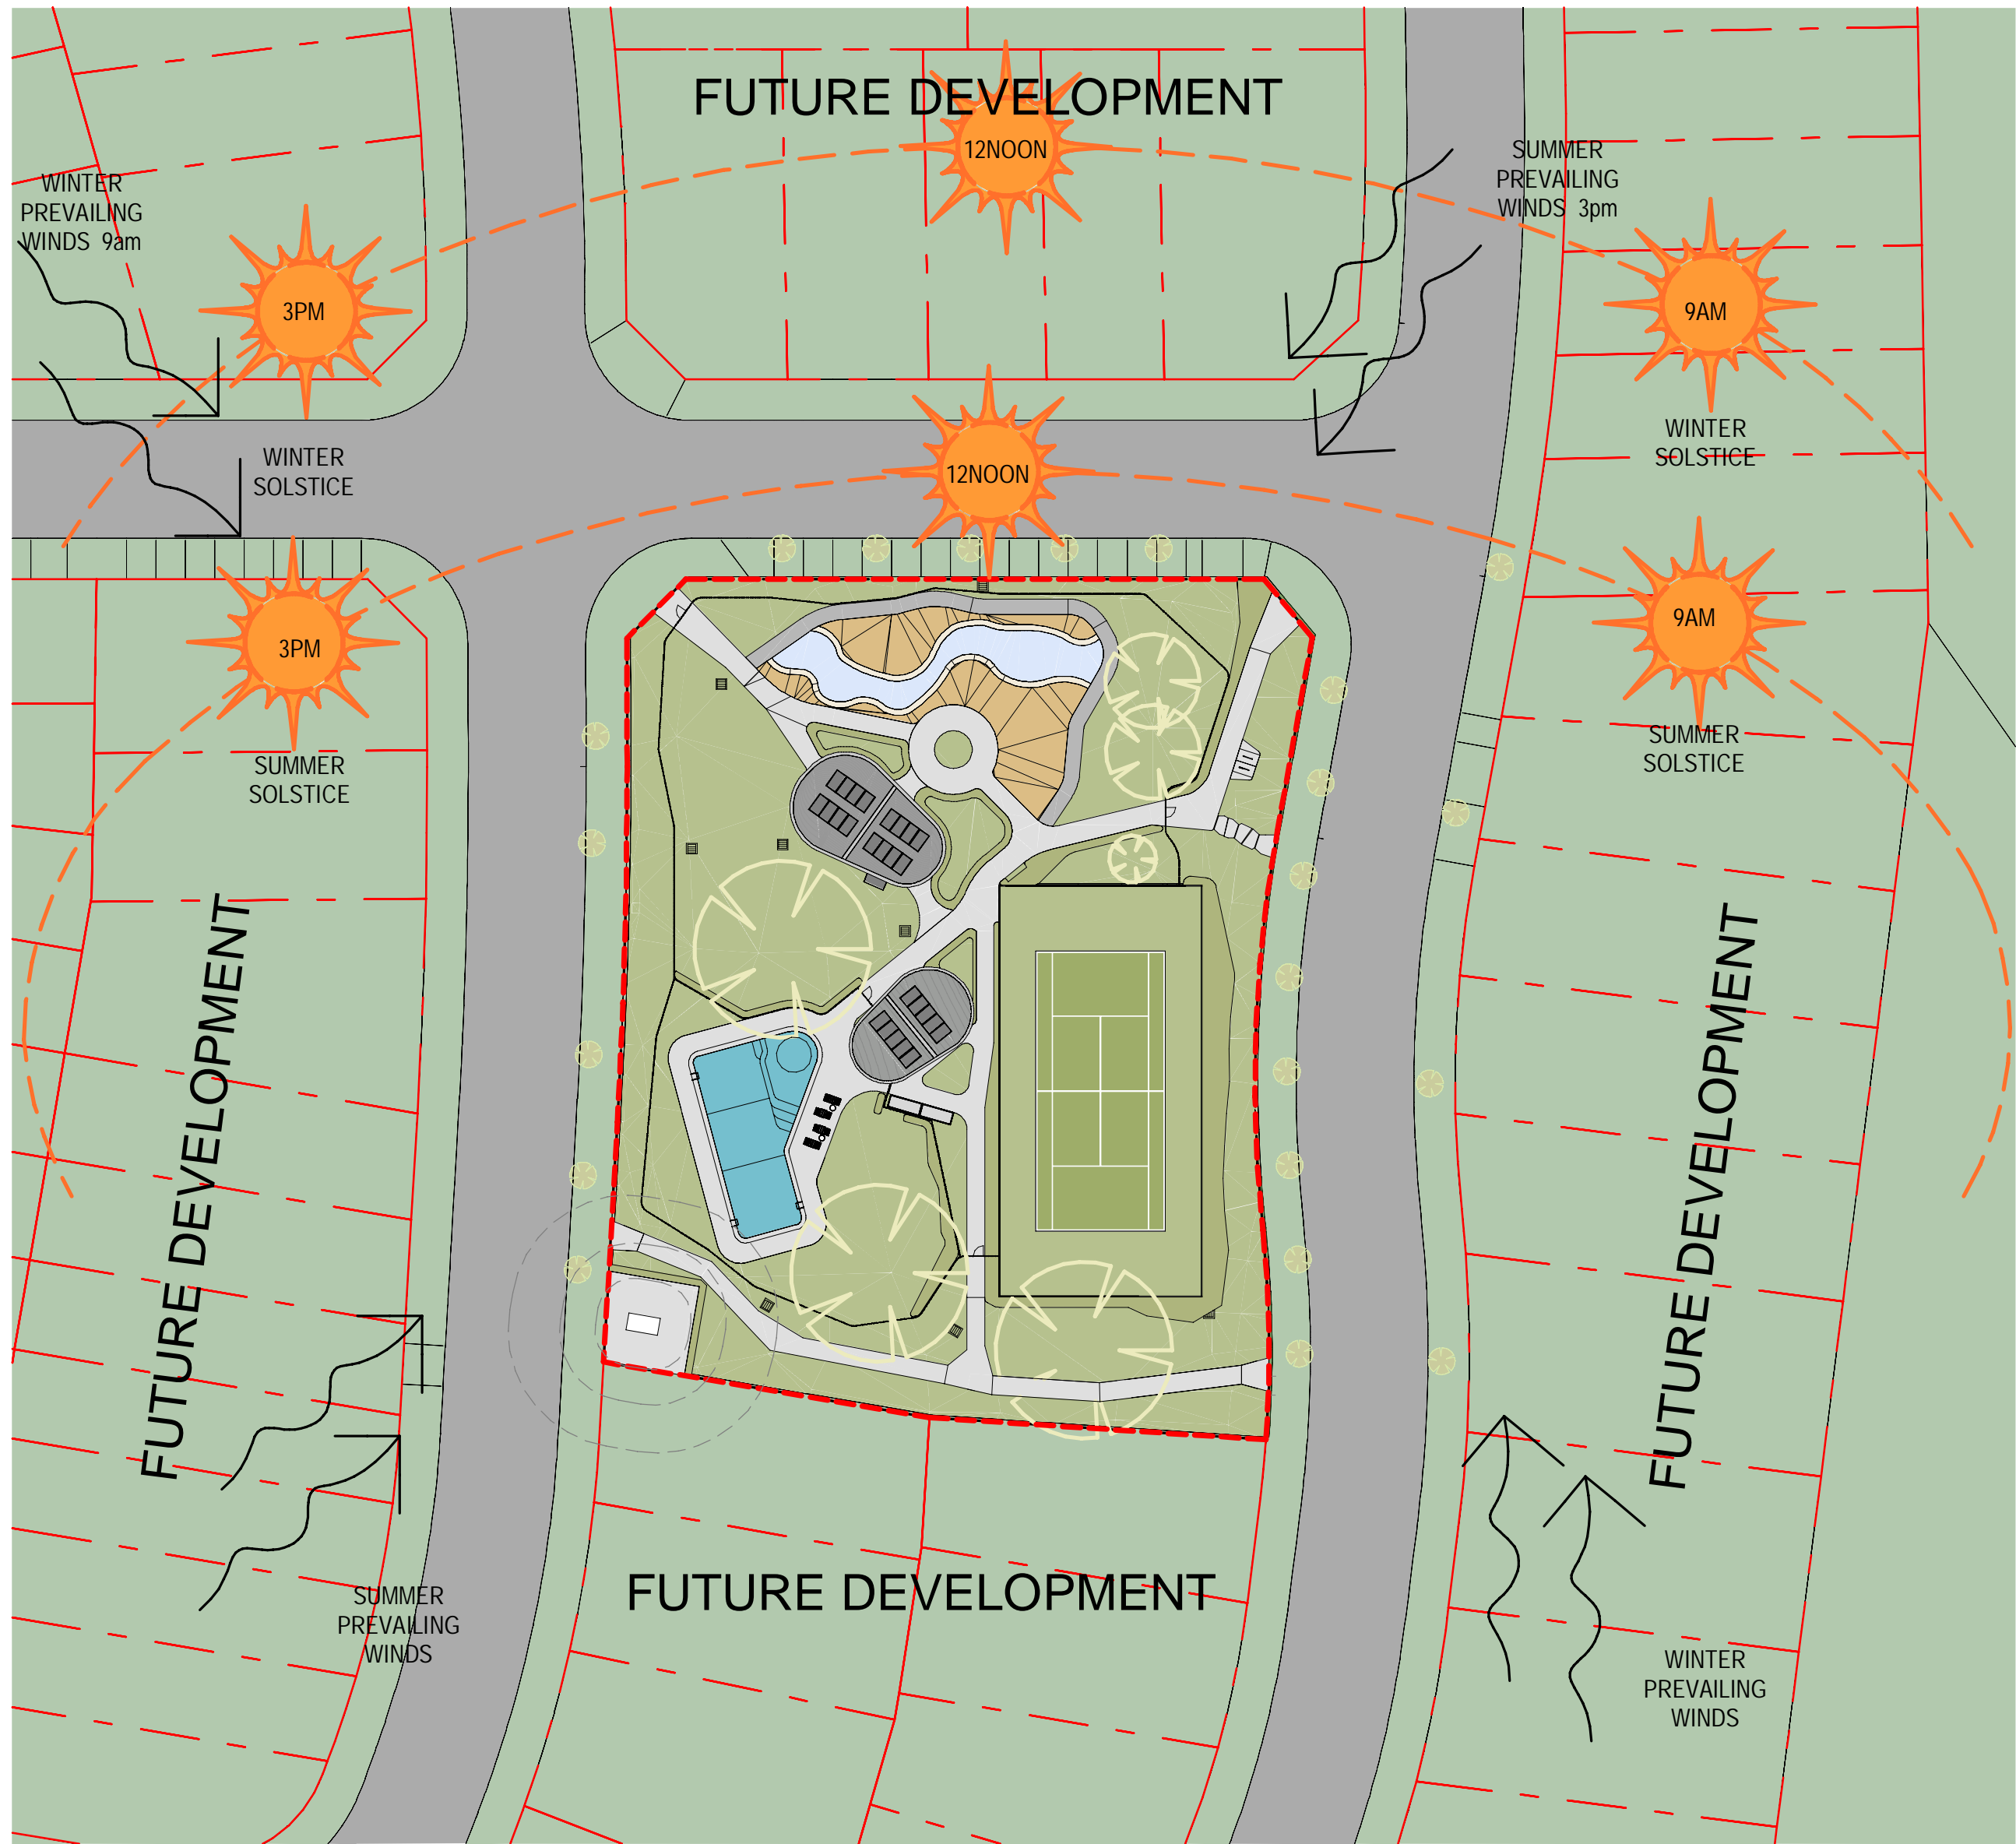 FUTURE DEVELOPMENT
12NOON
WINTER
PREVAILING
WINDS 9am
SUMMER
PREVAILING
WINDS 3pm
3PM
9AM
WINTER
SOLSTICE
WINTER
SOLSTICE
12NOON
3PM
9AM
SUMMER
SOLSTICE
SUMMER
SOLSTICE
FUTURE DEVELOPMENT
FUTURE DEVELOPMENT
FUTURE DEVELOPMENT
SUMMER
PREVAILING
WINDS
WINTER
PREVAILING
WINDS